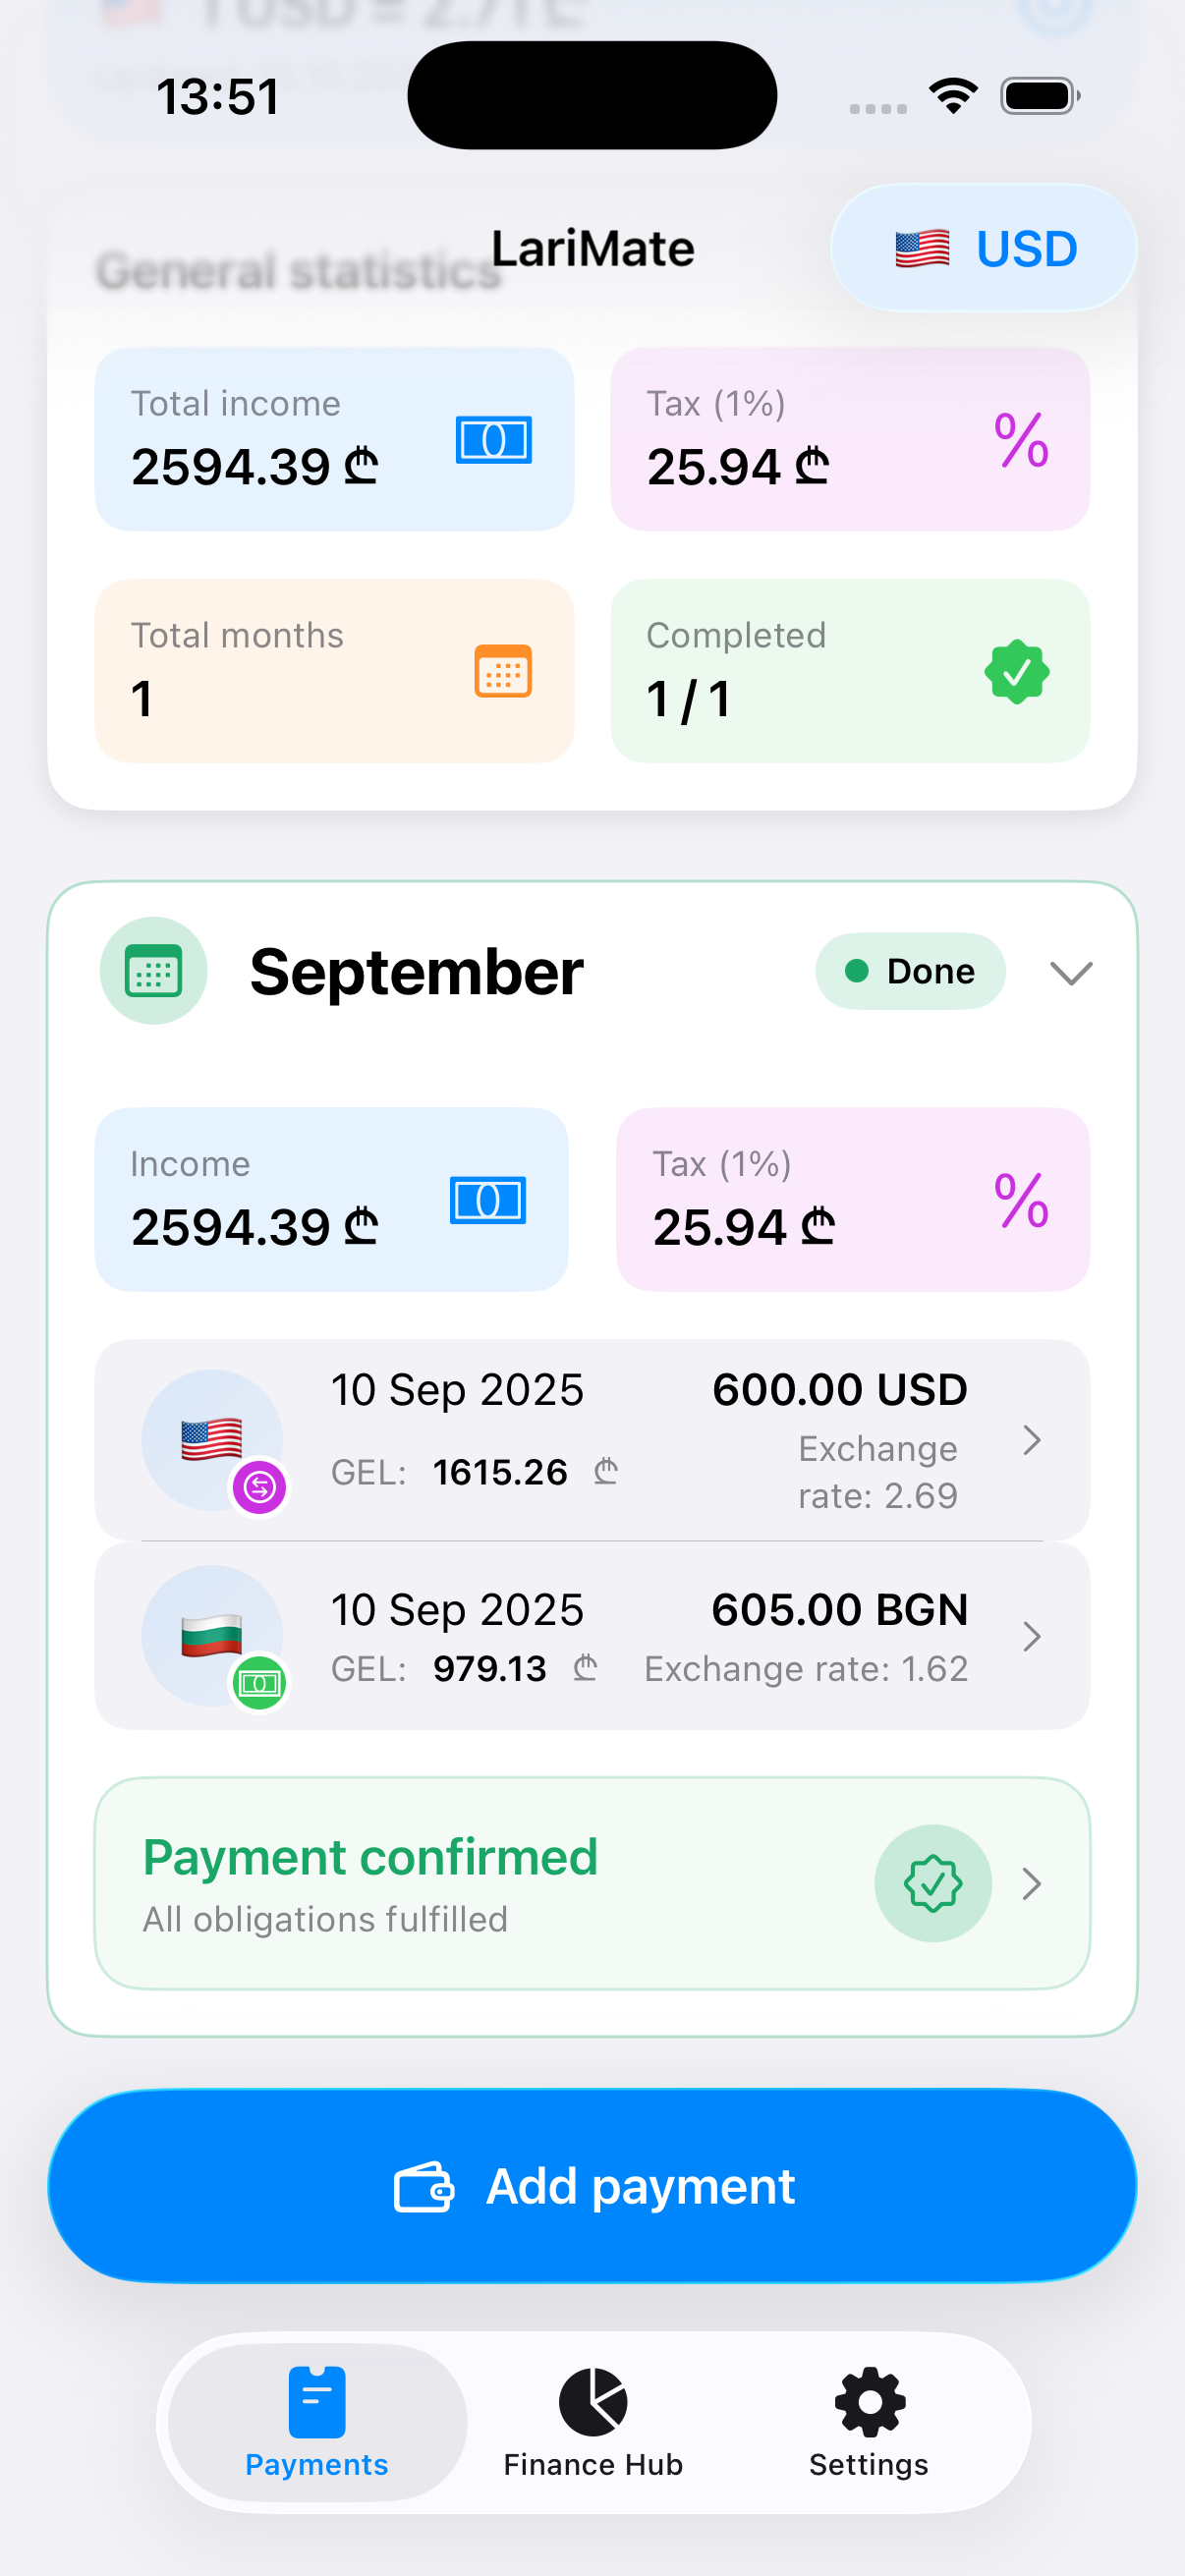 1 USD = 2.71 ₾
13:51
LariMate
USD
General statistics
Total income
2594.39 ₾
Tax (1%)
25.94 ₾
%
Total months
1
Completed
1 / 1
September
Done
Income
2594.39 ₾
Tax (1%)
25.94 ₾
%
10 Sep 2025
600.00 USD
GEL: 1615.26 ₾
Exchange
rate: 2.69
10 Sep 2025
605.00 BGN
GEL: 979.13 ₾
Exchange rate: 1.62
Payment confirmed
All obligations fulfilled
Add payment
Payments
Finance Hub
Settings